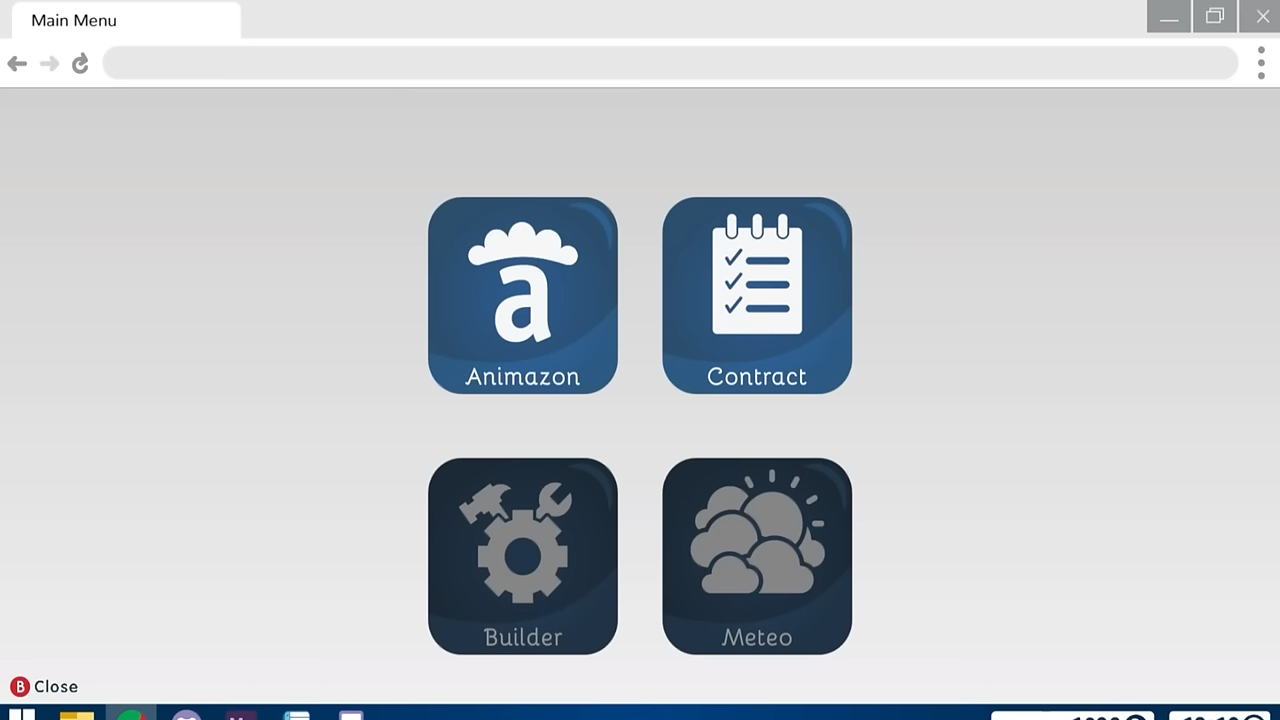 Main Menu
a
Animazon
Contract
Builder
Meteo
B Close